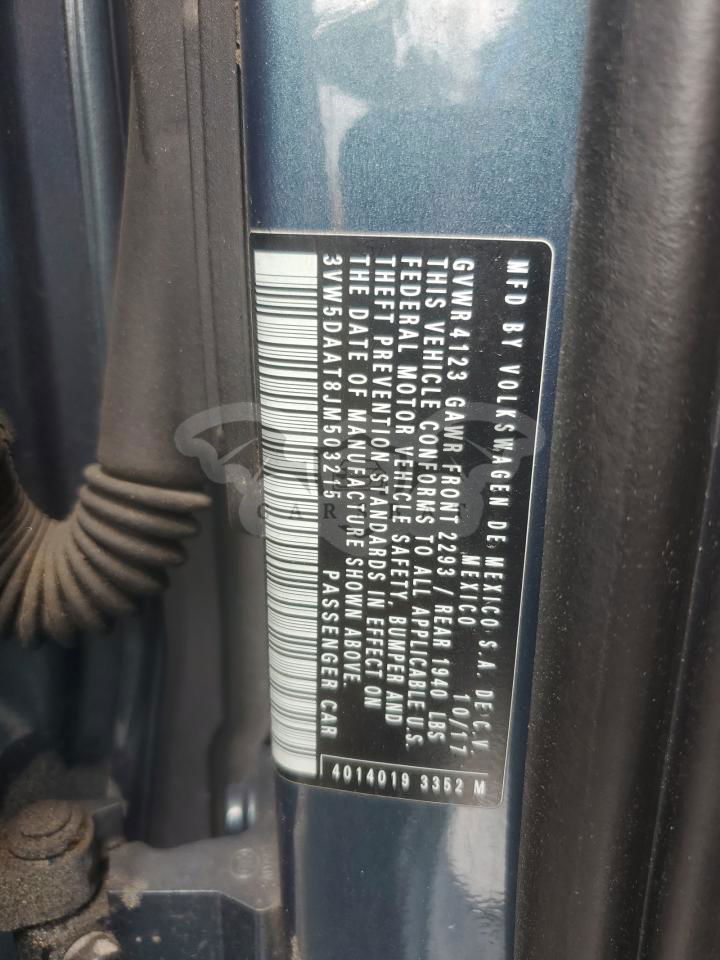 MFD BY VOLKSWAGEN DE MEXICO S.A. DE C.V.
MEXICO 10/17
GVWR 4123 GAWR FRONT 2293 / REAR 1940 LBS
THIS VEHICLE CONFORMS TO ALL APPLICABLE U.S.
FEDERAL MOTOR VEHICLE SAFETY, BUMPER AND
THEFT PREVENTION STANDARDS IN EFFECT ON
THE DATE OF MANUFACTURE SHOWN ABOVE.
3VW5DAAT8JM503215 PASSENGER CAR
4014019 3352 M